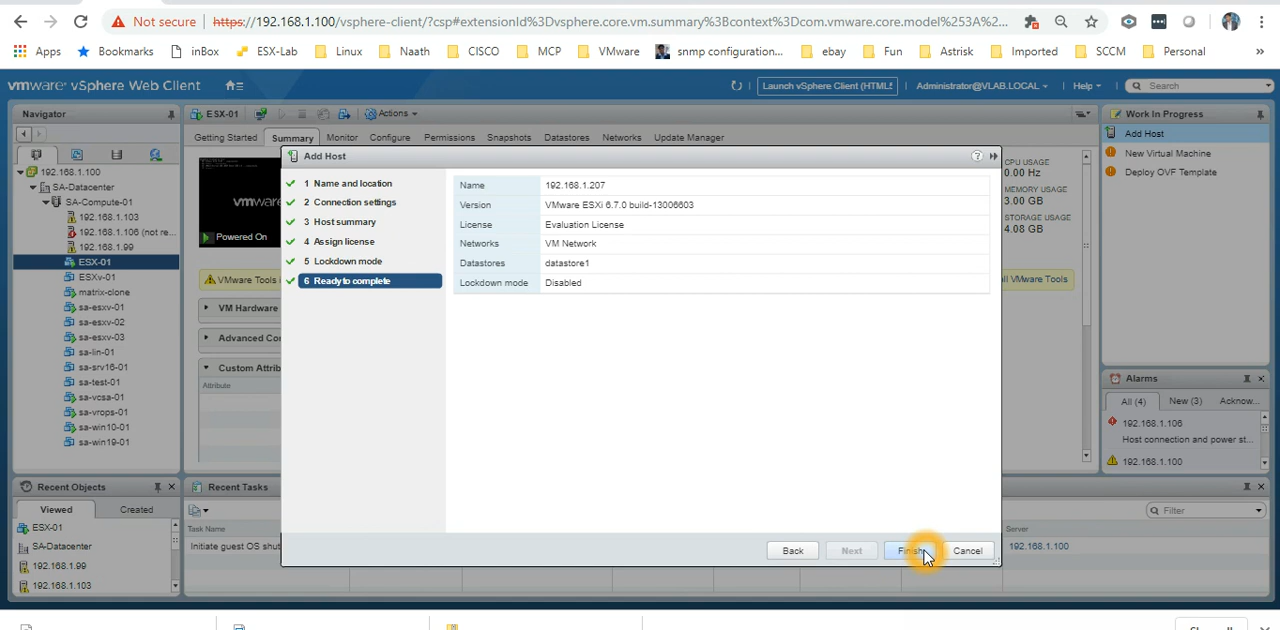 Not secure | https://192.168.1.100/vsphere-client/?csp#extensionId%3Dvsphere.core.vm.summary%3Bcontext%3Dcom.vmware.core.model%253A%2...
Apps Bookmarks inBox ESX-Lab Linux Naath CISCO MCP VMware snmp configuration... ebay Fun Astrisk Imported SCCM Personal »
vmware® vSphere Web Client Launch vSphere Client (HTML Administrator@VLAB.LOCAL Help Search
Navigator
ESX-01 Actions
Work In Progress
Getting Started Summary Monitor Configure Permissions Snapshots Datastores Networks Update Manager
Add Host
New Virtual Machine
Deploy OVF Template
192.168.1.100
SA-Datacenter
SA-Compute-01
192.168.1.103
192.168.1.106 (not re...
192.168.1.99
ESX-01
ESXv-01
matrix-clone
sa-esxv-01
sa-esxv-02
sa-esxv-03
sa-lin-01
sa-srv16-01
sa-test-01
sa-vcsa-01
sa-vrops-01
sa-win10-01
sa-win19-01
vmware
Powered On
VMware Tools i
VM Hardware
Advanced Co
Custom Attrib
Attribute
Add Host
1 Name and location
2 Connection settings
3 Host summary
4 Assign license
5 Lockdown mode
6 Ready to complete
Name 192.168.1.207
Version VMware ESXi 6.7.0 build-13006603
License Evaluation License
Networks VM Network
Datastores datastore1
Lockdown mode Disabled
Back Next Finish Cancel
CPU USAGE
0.00 Hz
MEMORY USAGE
3.00 GB
STORAGE USAGE
4.08 GB
all VMware Tools
Alarms
All (4) New (3) Acknow...
192.168.1.106
Host connection and power st...
192.168.1.100
Recent Objects
Viewed Created
ESX-01
SA-Datacenter
192.168.1.99
192.168.1.103
Recent Tasks
Filter
Task Name
Server
Initiate guest OS shut
192.168.1.100